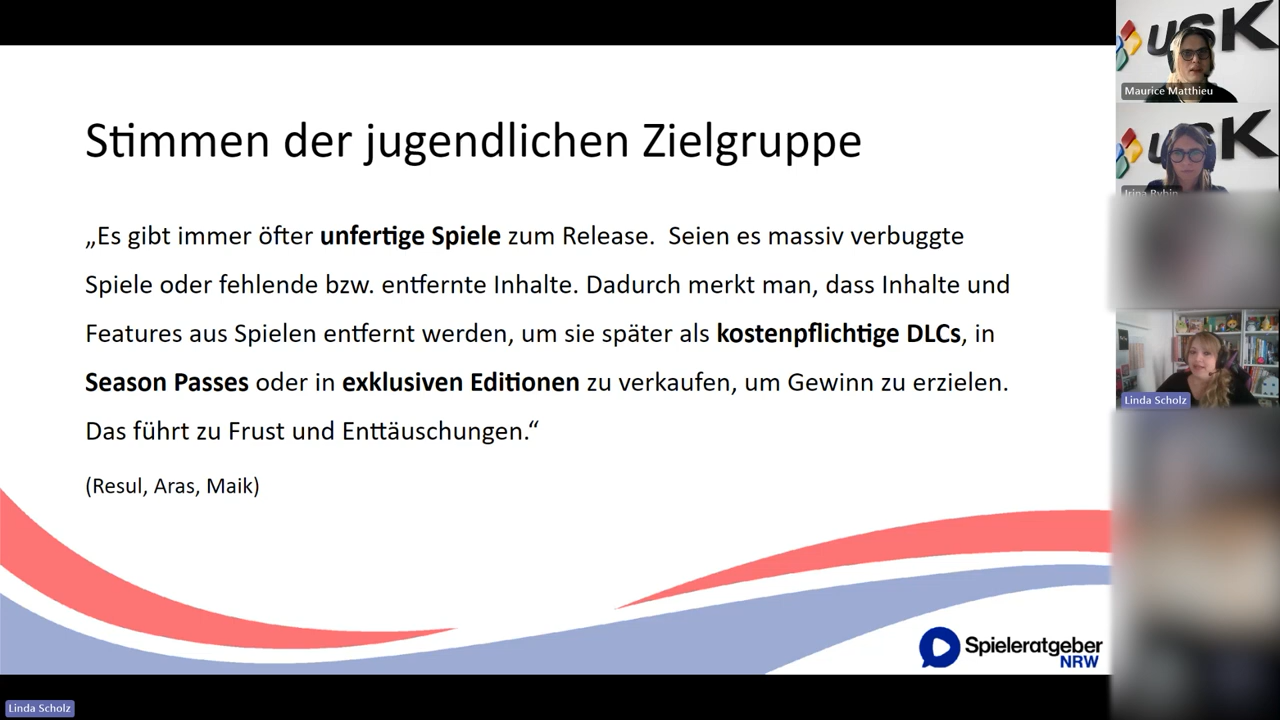 Stimmen der jugendlichen Zielgruppe
„Es gibt immer öfter unfertige Spiele zum Release. Seien es massiv verbuggte
Spiele oder fehlende bzw. entfernte Inhalte. Dadurch merkt man, dass Inhalte und
Features aus Spielen entfernt werden, um sie später als kostenpflichtige DLCs, in
Season Passes oder in exklusiven Editionen zu verkaufen, um Gewinn zu erzielen.
Das führt zu Frust und Enttäuschungen.“
(Resul, Aras, Maik)
Spieleratgeber
NRW
Linda Scholz
USK
Maurice Matthieu
USK
Irina Rybin
Linda Scholz